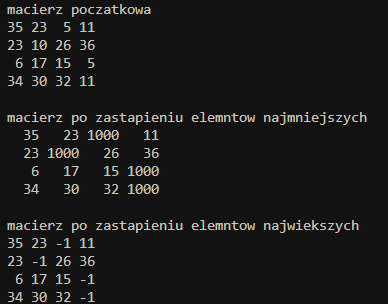 macierz poczatkowa
35 23  5 11
23 10 26 36
 6 17 15  5
34 30 32 11

macierz po zastapieniu elemntow najmniejszych
  35   23 1000   11
  23 1000   26   36
   6   17   15 1000
  34   30   32 1000

macierz po zastapieniu elemntow najwiekszych
35 23 -1 11
23 -1 26 36
 6 17 15 -1
34 30 32 -1